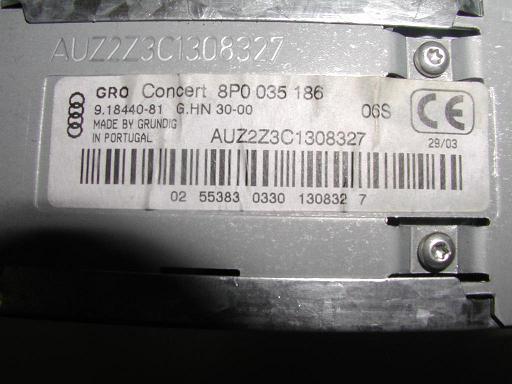 AUZ2Z3C1308327
GRO Concert 8P0 035 186
9.18440-81 G.HN 30-00 06S
MADE BY GRUNDIG
IN PORTUGAL
AUZ2Z3C1308327
CE
29/03
02 55383 0330 130832 7